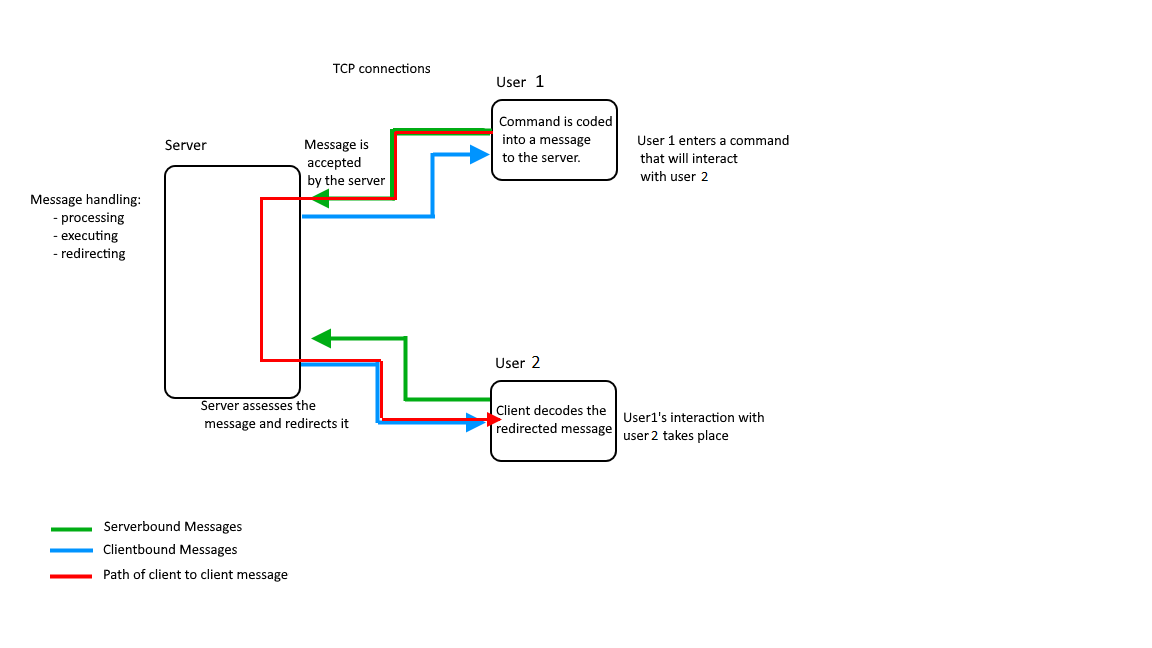 TCP connections
User 1
Command is coded
into a message
to the server.
User 1 enters a command
that will interact
with user 2
Server
Message is
accepted
by the server
Message handling:
- processing
- executing
- redirecting
User 2
Client decodes the
redirected message
User1's interaction with
user 2 takes place
Server assesses the
message and redirects it
Serverbound Messages
Clientbound Messages
Path of client to client message